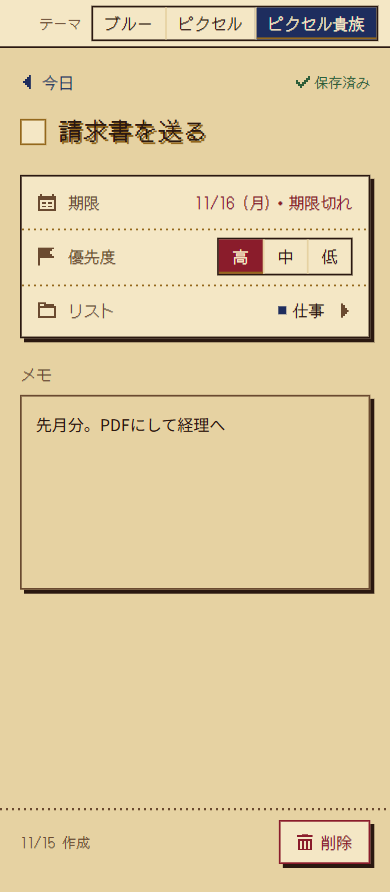 テーマ ブルー ピクセル ピクセル貴族
今日 保存済み
請求書を送る
期限 11/16（月）・期限切れ
優先度 高 中 低
リスト 仕事
メモ
先月分。PDFにして経理へ
11/15 作成 削除